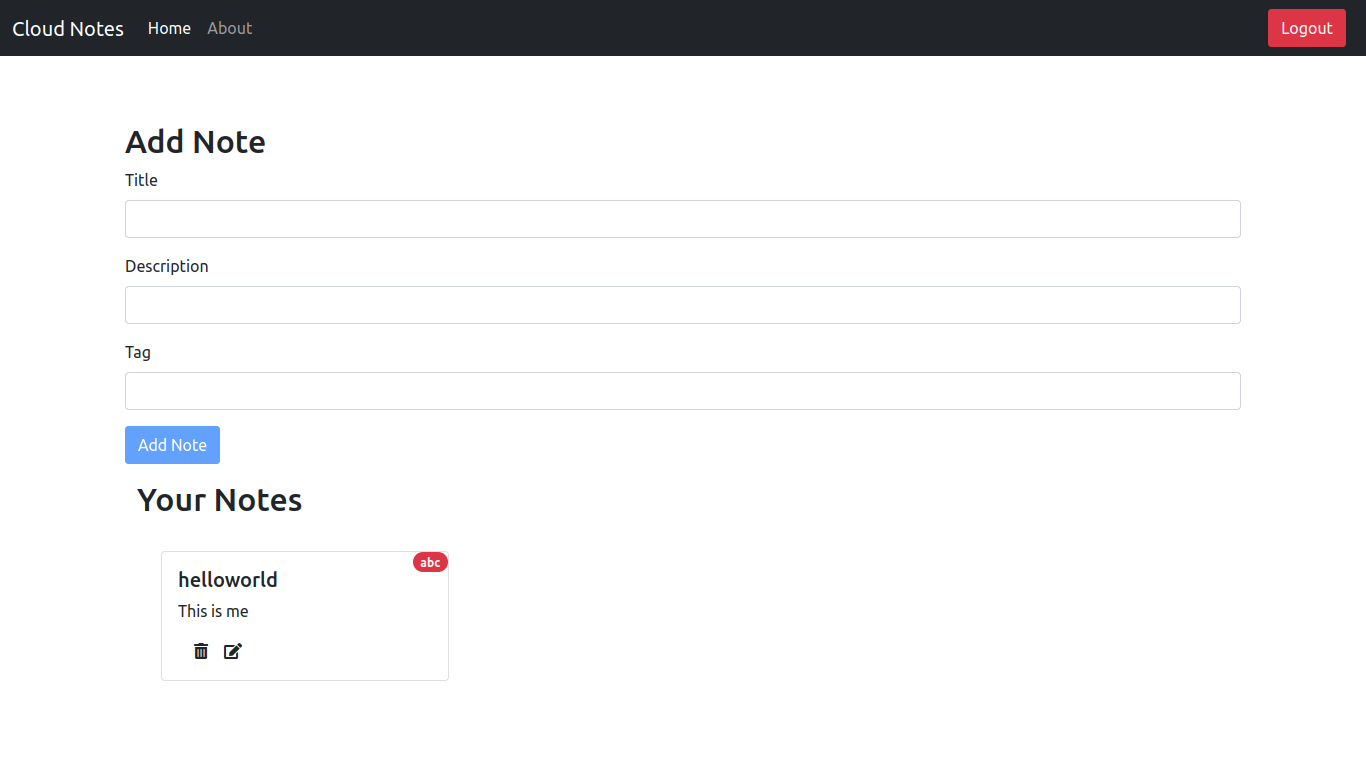 Cloud Notes Home About Logout
Add Note
Title
Description
Tag
Add Note
Your Notes
abc
helloworld
This is me